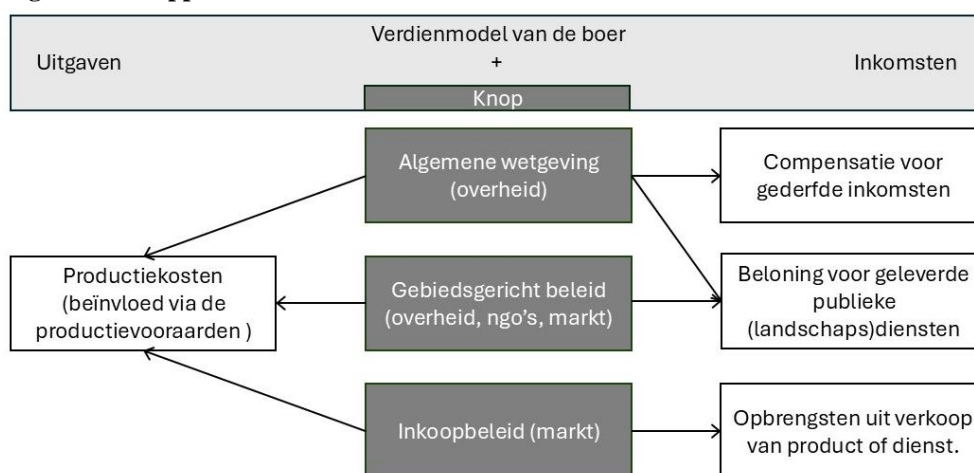 Verdienmodel van de boer
Uitgaven
+
Inkomsten
Knop
Algemene wetgeving
(overheid)
Compensatie voor
gederfde inkomsten
Productiekosten
(beïnvloed via de
productievooraarden )
Gebiedsgericht beleid
(overheid, ngo's, markt)
Beloning voor geleverde
publieke
(landschaps)diensten
Inkoopbeleid (markt)
Opbrengsten uit verkoop
van product of dienst.